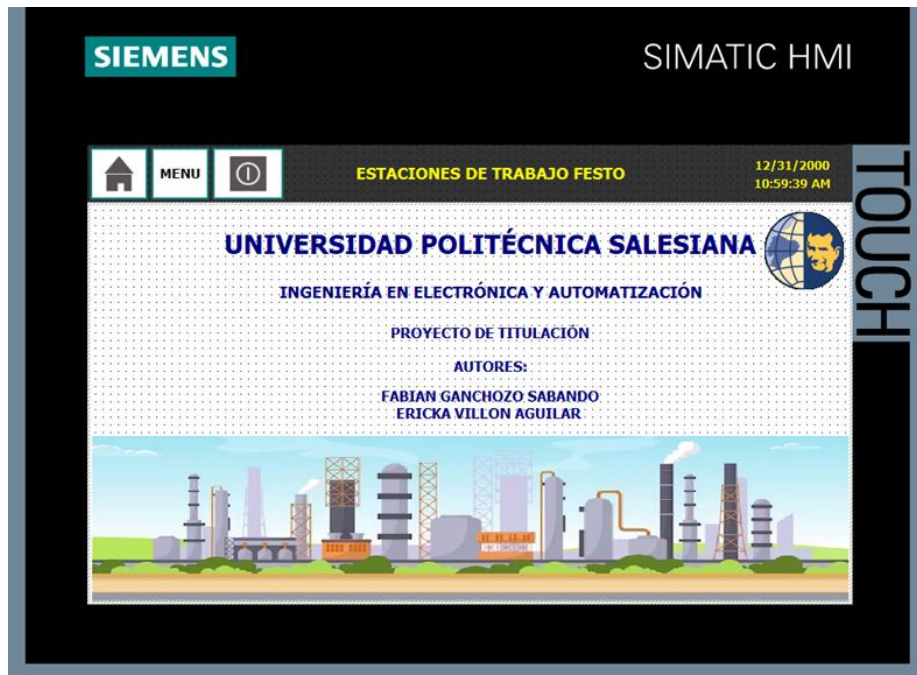 SIEMENS
SIMATIC HMI
TOUCH
MENU
ESTACIONES DE TRABAJO FESTO
12/31/2000
10:59:39 AM
UNIVERSIDAD POLITÉCNICA SALESIANA
INGENIERÍA EN ELECTRÓNICA Y AUTOMATIZACIÓN
PROYECTO DE TITULACIÓN
AUTORES:
FABIAN GANCHOZO SABANDO
ERICKA VILLON AGUILAR